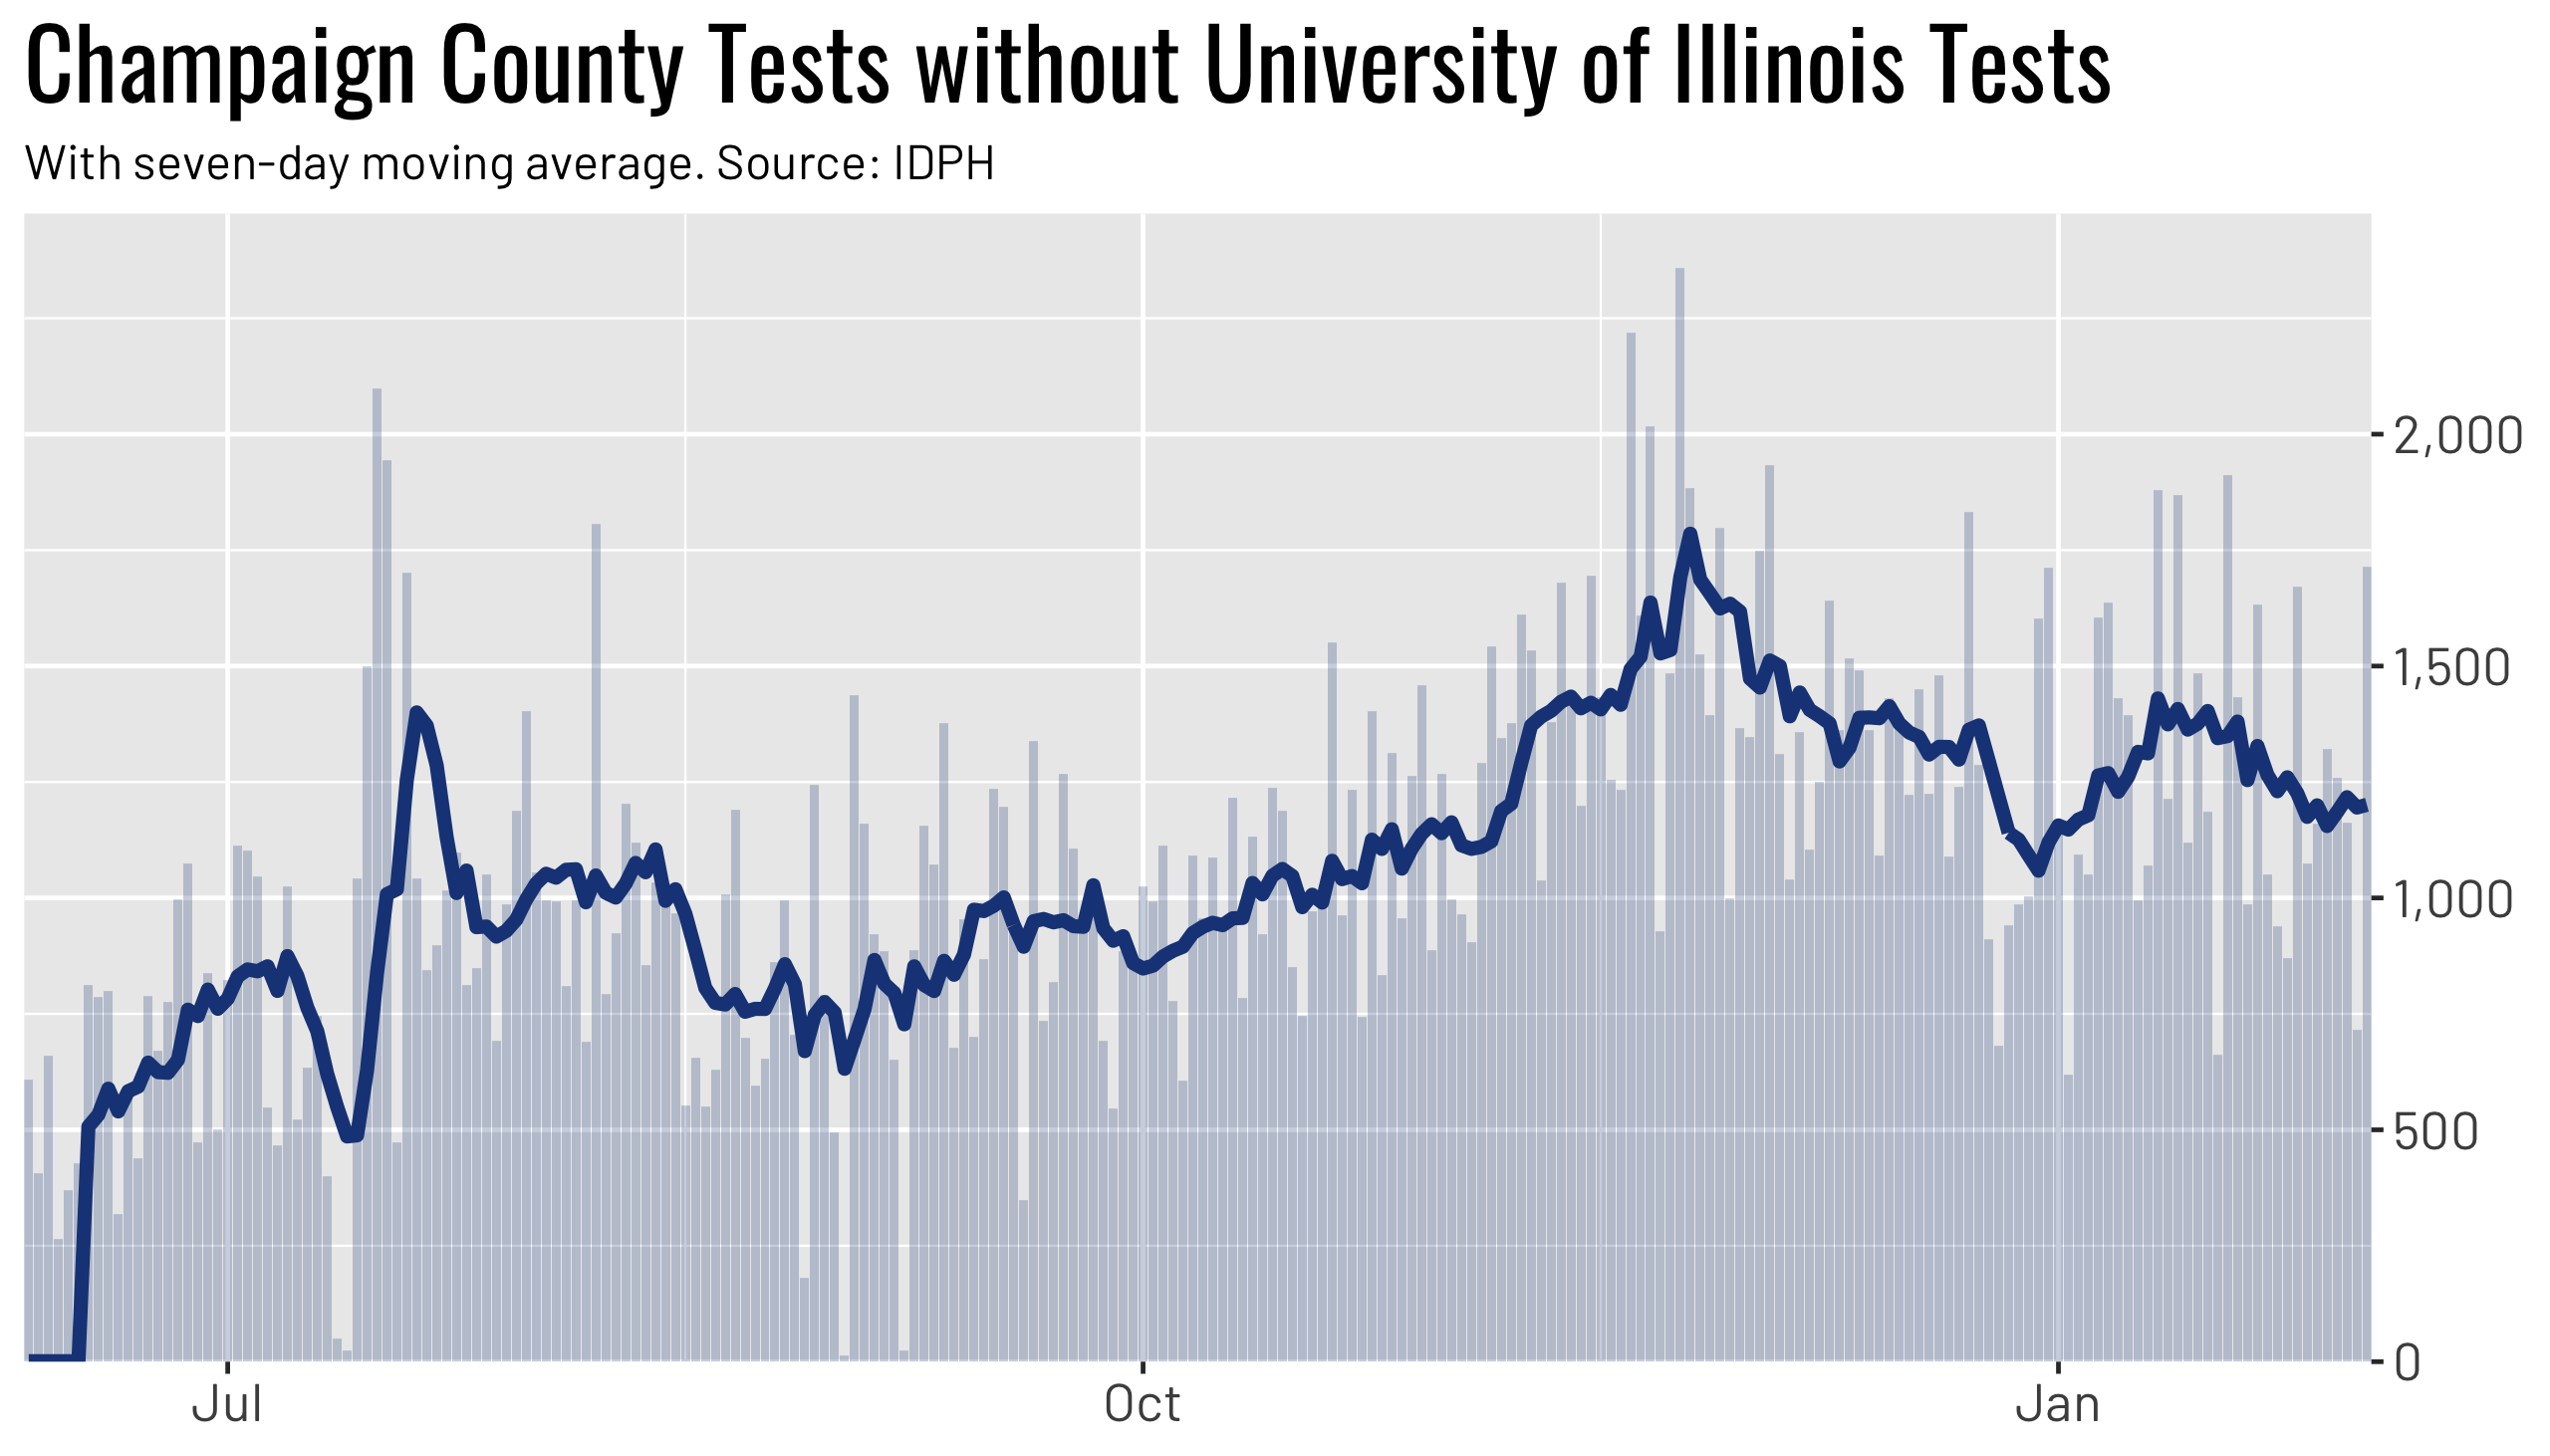 Champaign County Tests without University of Illinois Tests
With seven-day moving average. Source: IDPH
2,000
1,500
1,000
500
0
Jul Oct Jan